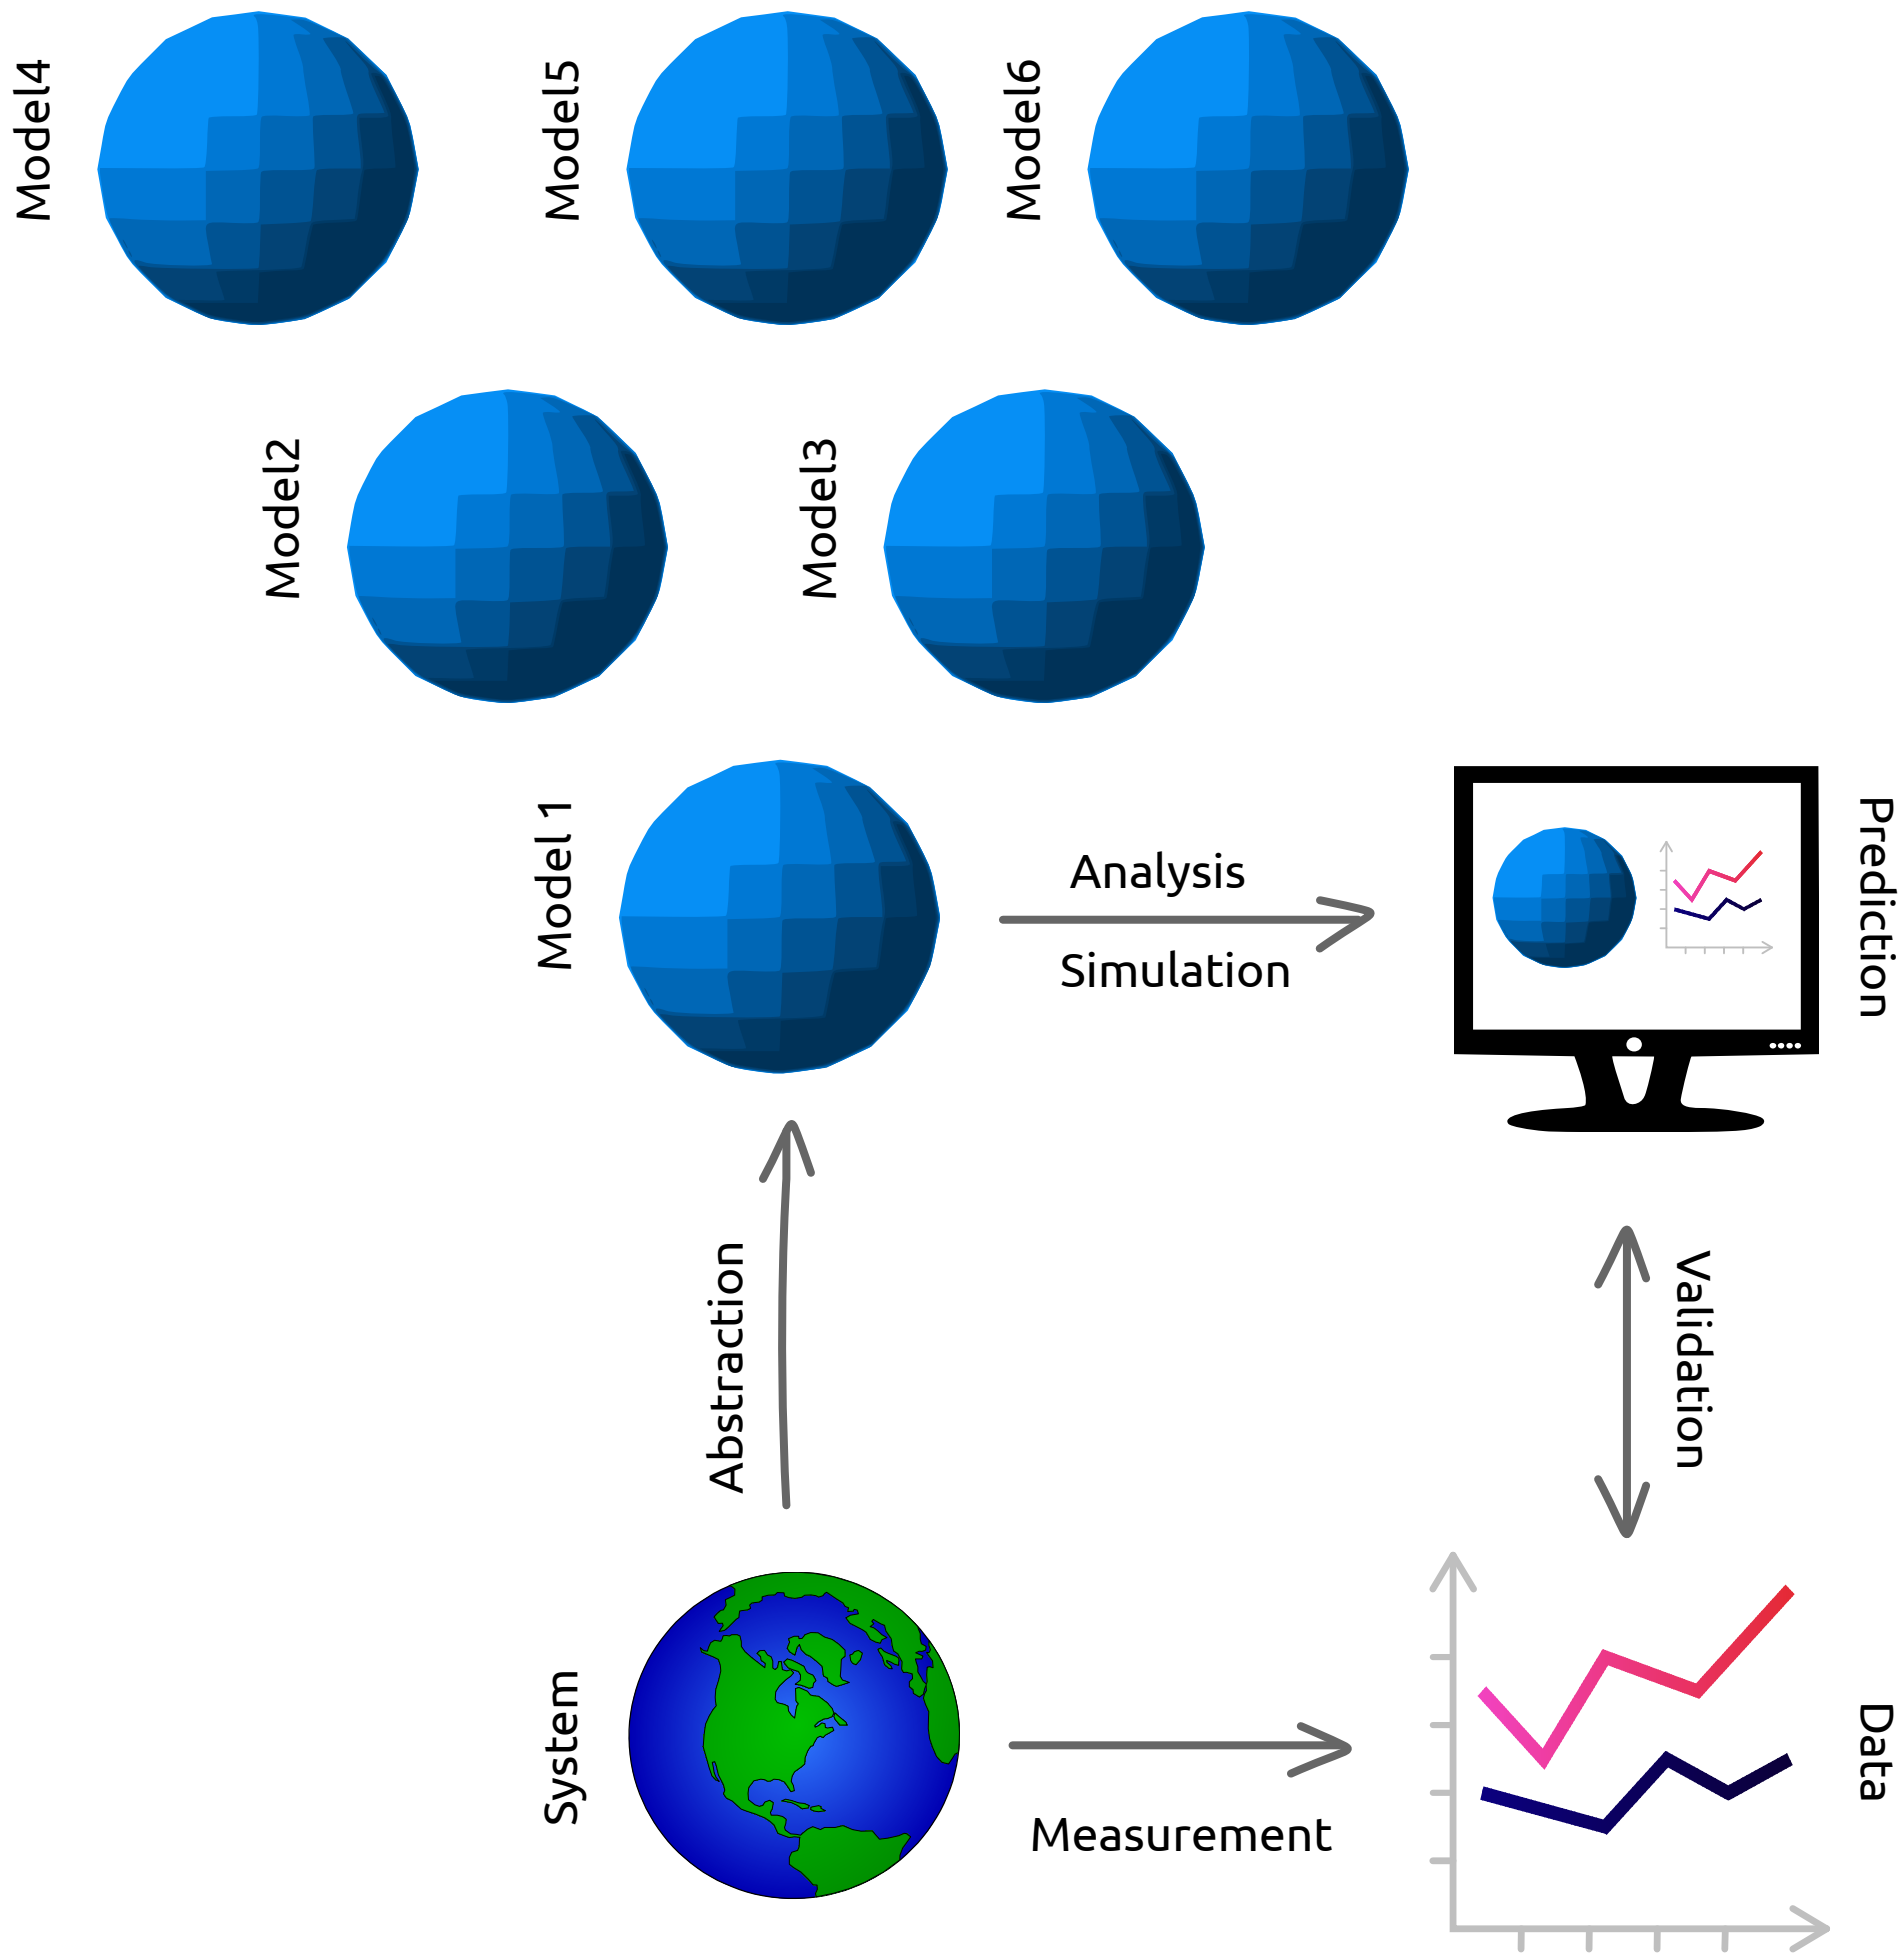 Model4
Model5
Model6
Model2
Model3
Model 1
Analysis
Simulation
Prediction
Abstraction
Validation
System
Measurement
Data